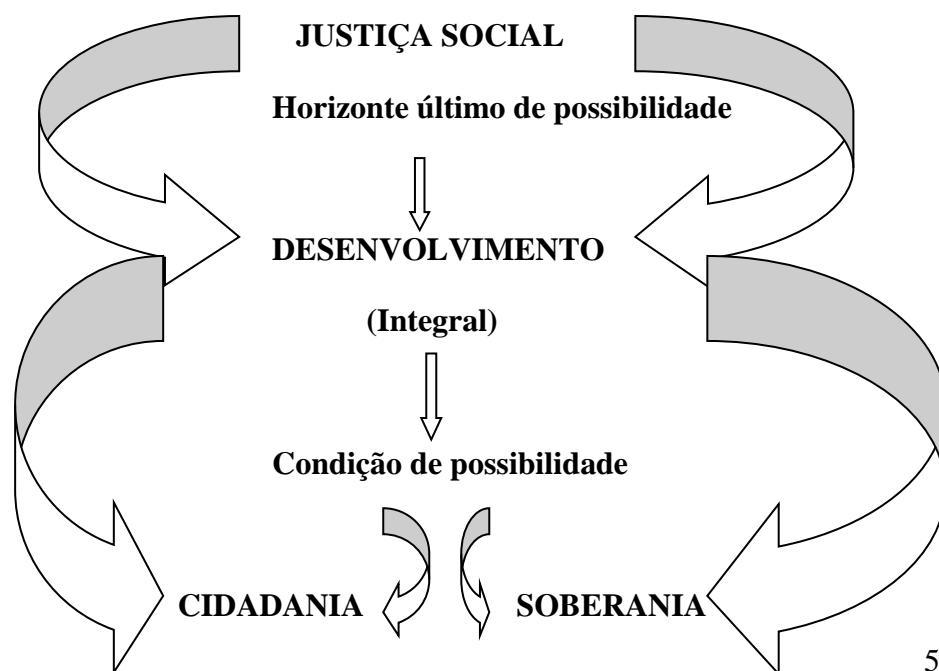 JUSTIÇA SOCIAL
Horizonte último de possibilidade
DESENVOLVIMENTO
(Integral)
Condição de possibilidade
CIDADANIA SOBERANIA
5